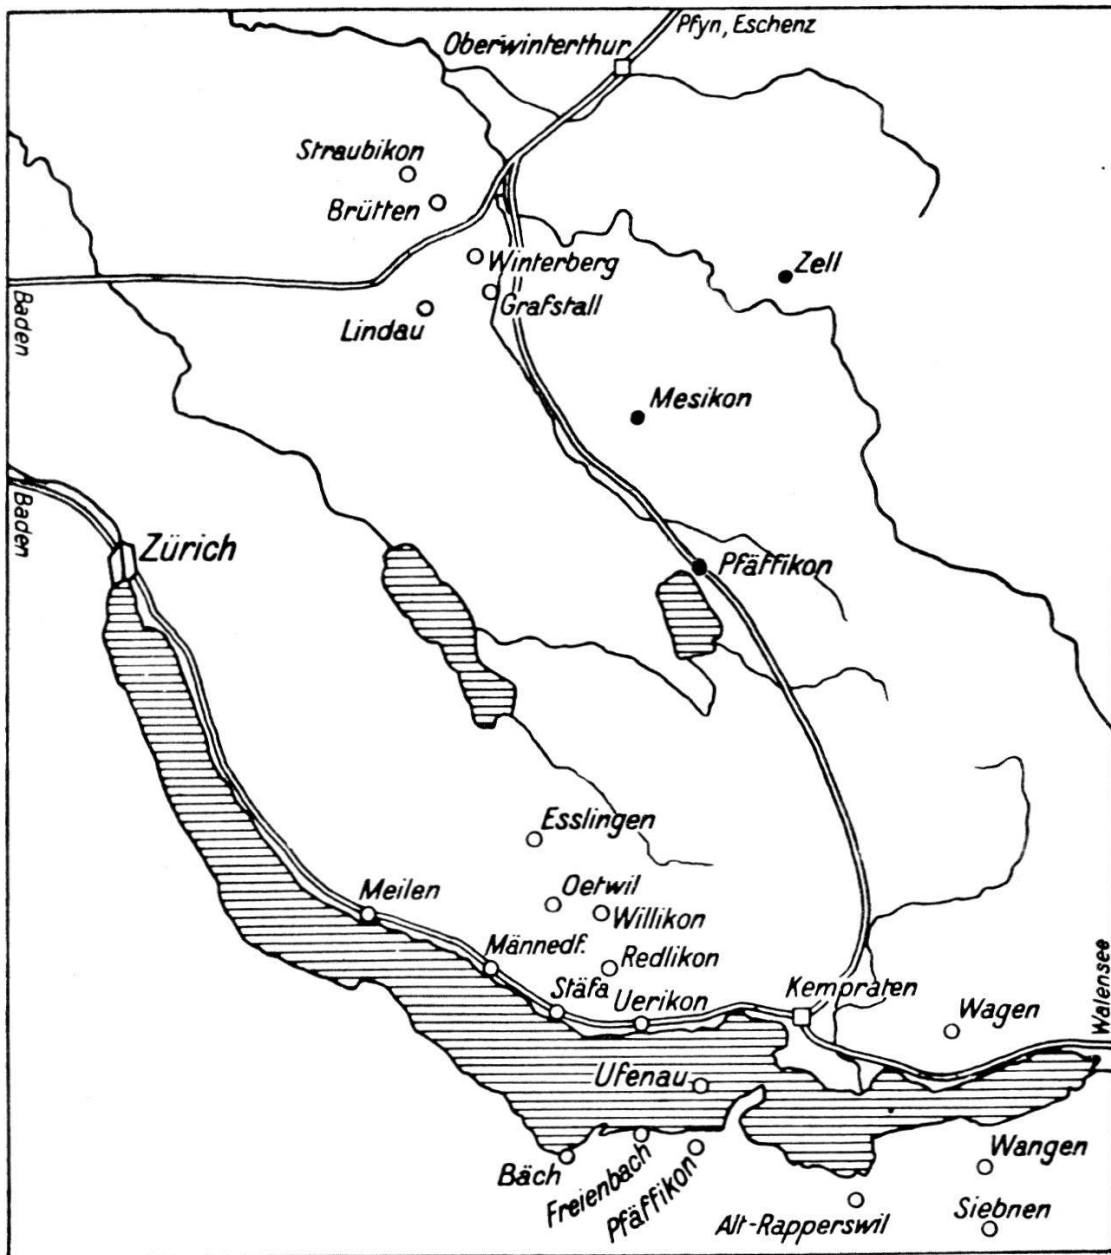 Pfyn, Eschenz
Oberwinterthur
Straubikon
Brütten
Winterberg
Zell
Grafstall
Baden
Lindau
Mesikon
Baden
Zürich
Pfäffikon
Esslingen
Oetwil
Meilen
Willikon
Männedf.
Redlikon
Stäfa
Uerikon
Kempraten
Wagen
Walensee
Ufenau
Bäch
Freienbach
Pfäffikon
Wangen
Alt-Rapperswil
Siebnen